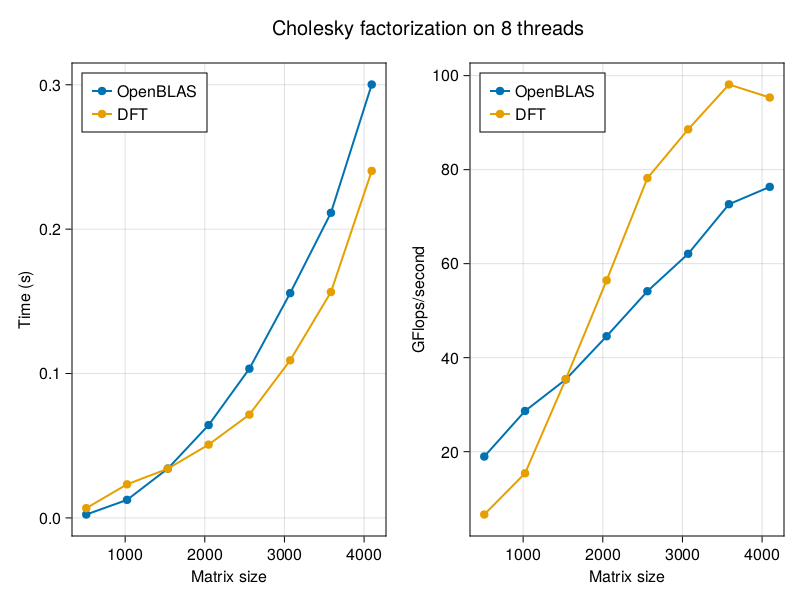 Cholesky factorization on 8 threads
OpenBLAS
DFT
0.3
0.2
0.1
0.0
Time (s)
1000 2000 3000 4000
Matrix size
OpenBLAS
DFT
100
80
60
40
20
GFlops/second
1000 2000 3000 4000
Matrix size